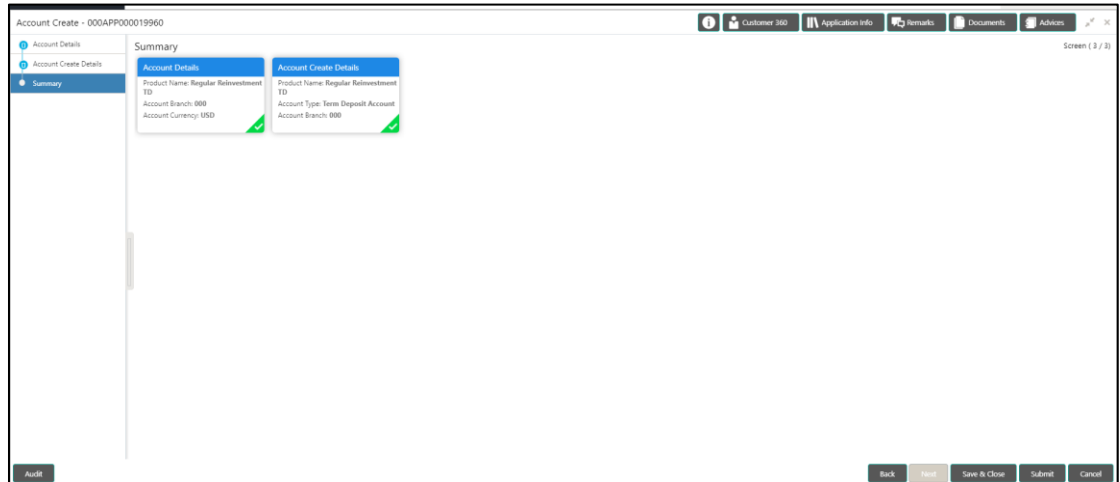 Account Create - 000APP000019960
Customer 360
Application Info
Remarks
Documents
Advices
Account Details
Account Create Details
Summary
Summary
Screen ( 3 / 3)
Account Details
Product Name: Regular Reinvestment
TD
Account Branch: 000
Account Currency: USD
Account Create Details
Product Name: Regular Reinvestment
TD
Account Type: Term Deposit Account
Account Branch: 000
Audit
Back
Next
Save & Close
Submit
Cancel